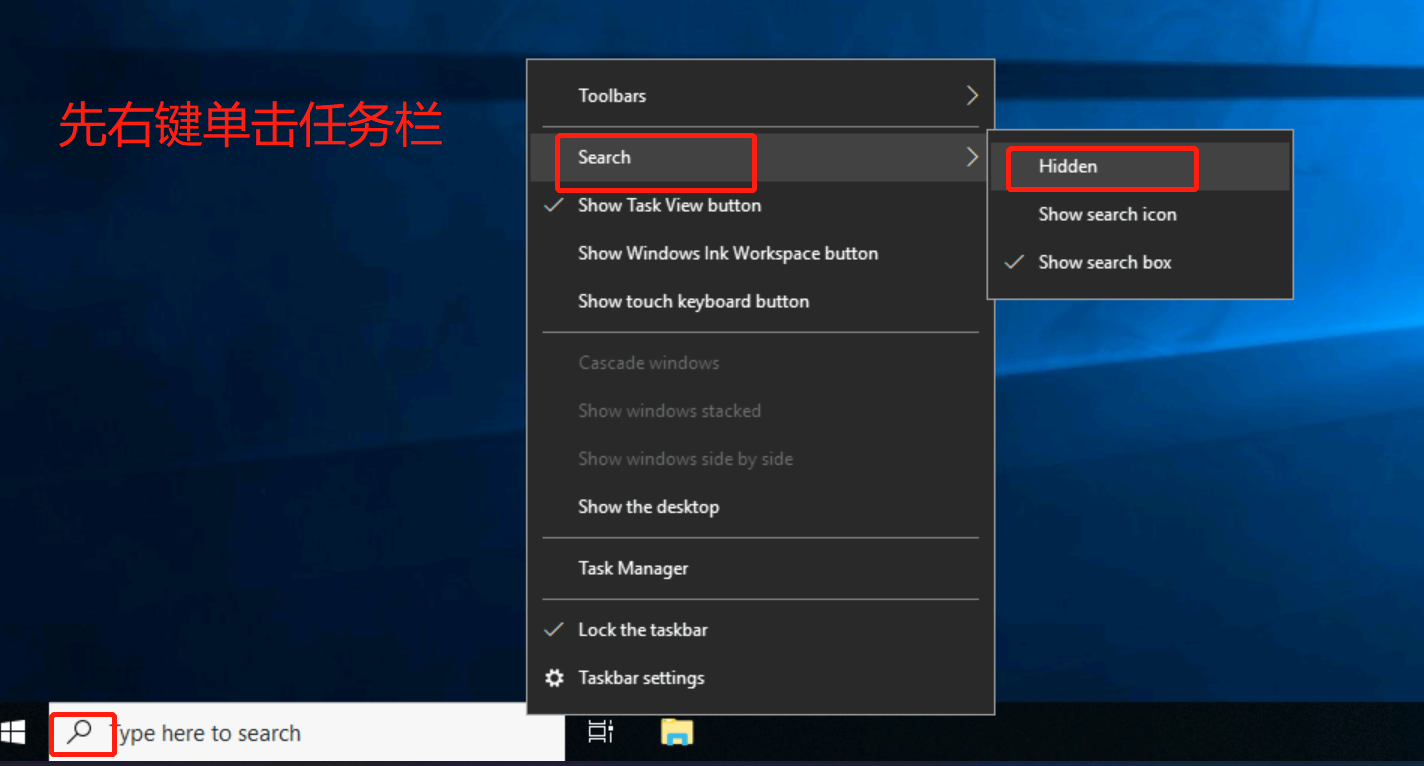 先右键单击任务栏
Toolbars
Search
Show Task View button
Show Windows Ink Workspace button
Show touch keyboard button
Cascade windows
Show windows stacked
Show windows side by side
Show the desktop
Task Manager
Lock the taskbar
Taskbar settings
Hidden
Show search icon
Show search box
Type here to search